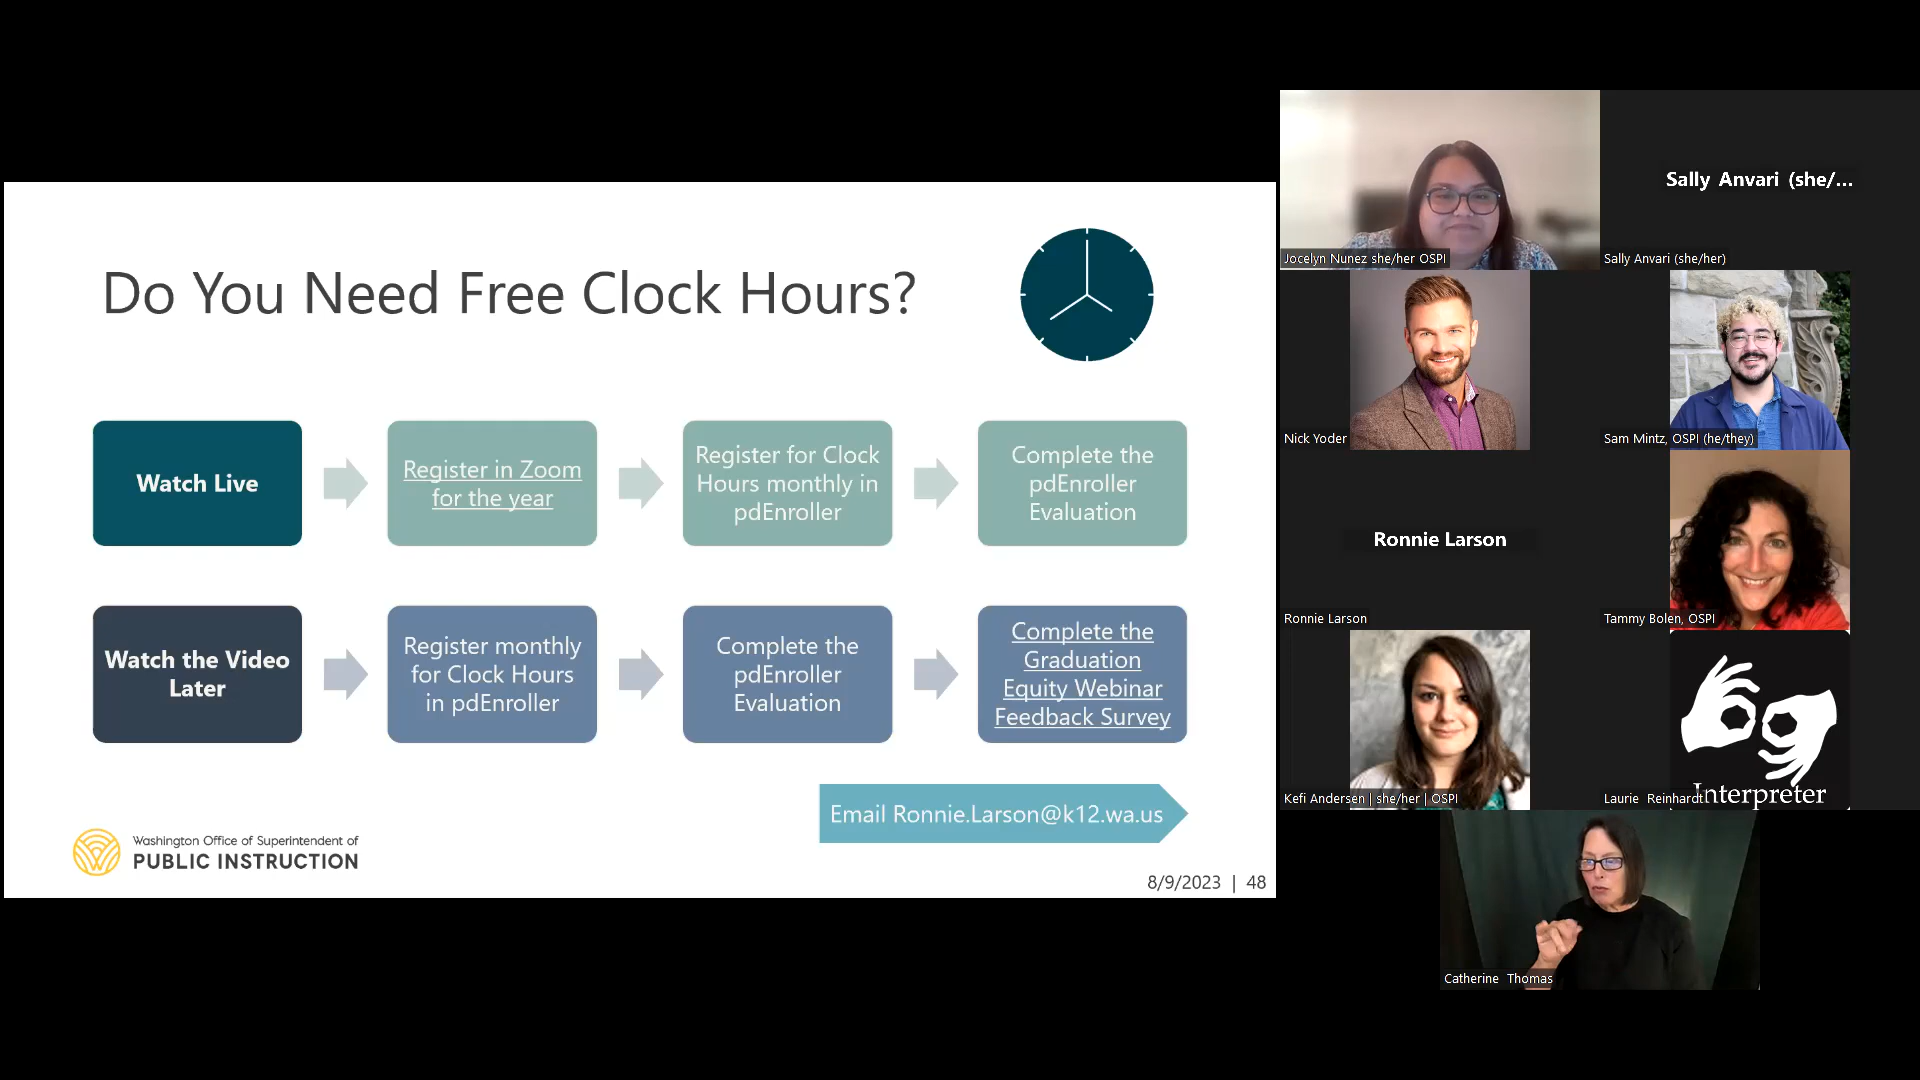 Do You Need Free Clock Hours?
Watch Live
Register in Zoom
for the year
Register for Clock
Hours monthly in
pdEnroller
Complete the
pdEnroller
Evaluation
Watch the Video
Later
Register monthly
for Clock Hours
in pdEnroller
Complete the
pdEnroller
Evaluation
Complete the
Graduation
Equity Webinar
Feedback Survey
Email Ronnie.Larson@k12.wa.us
Washington Office of Superintendent of
PUBLIC INSTRUCTION
8/9/2023 | 48
Jocelyn Nunez she/her OSPI
Sally Anvari (she/...
Sally Anvari (she/her)
Nick Yoder
Sam Mintz, OSPI (he/they)
Ronnie Larson
Ronnie Larson
Tammy Bolen, OSPI
Kefi Andersen | she/her | OSPI
Interpreter
Laurie Reinhardt
Catherine Thomas